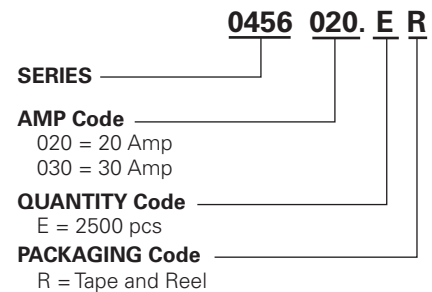 0456 020. E R
SERIES
AMP Code
020 = 20 Amp
030 = 30 Amp
QUANTITY Code
E = 2500 pcs
PACKAGING Code
R = Tape and Reel